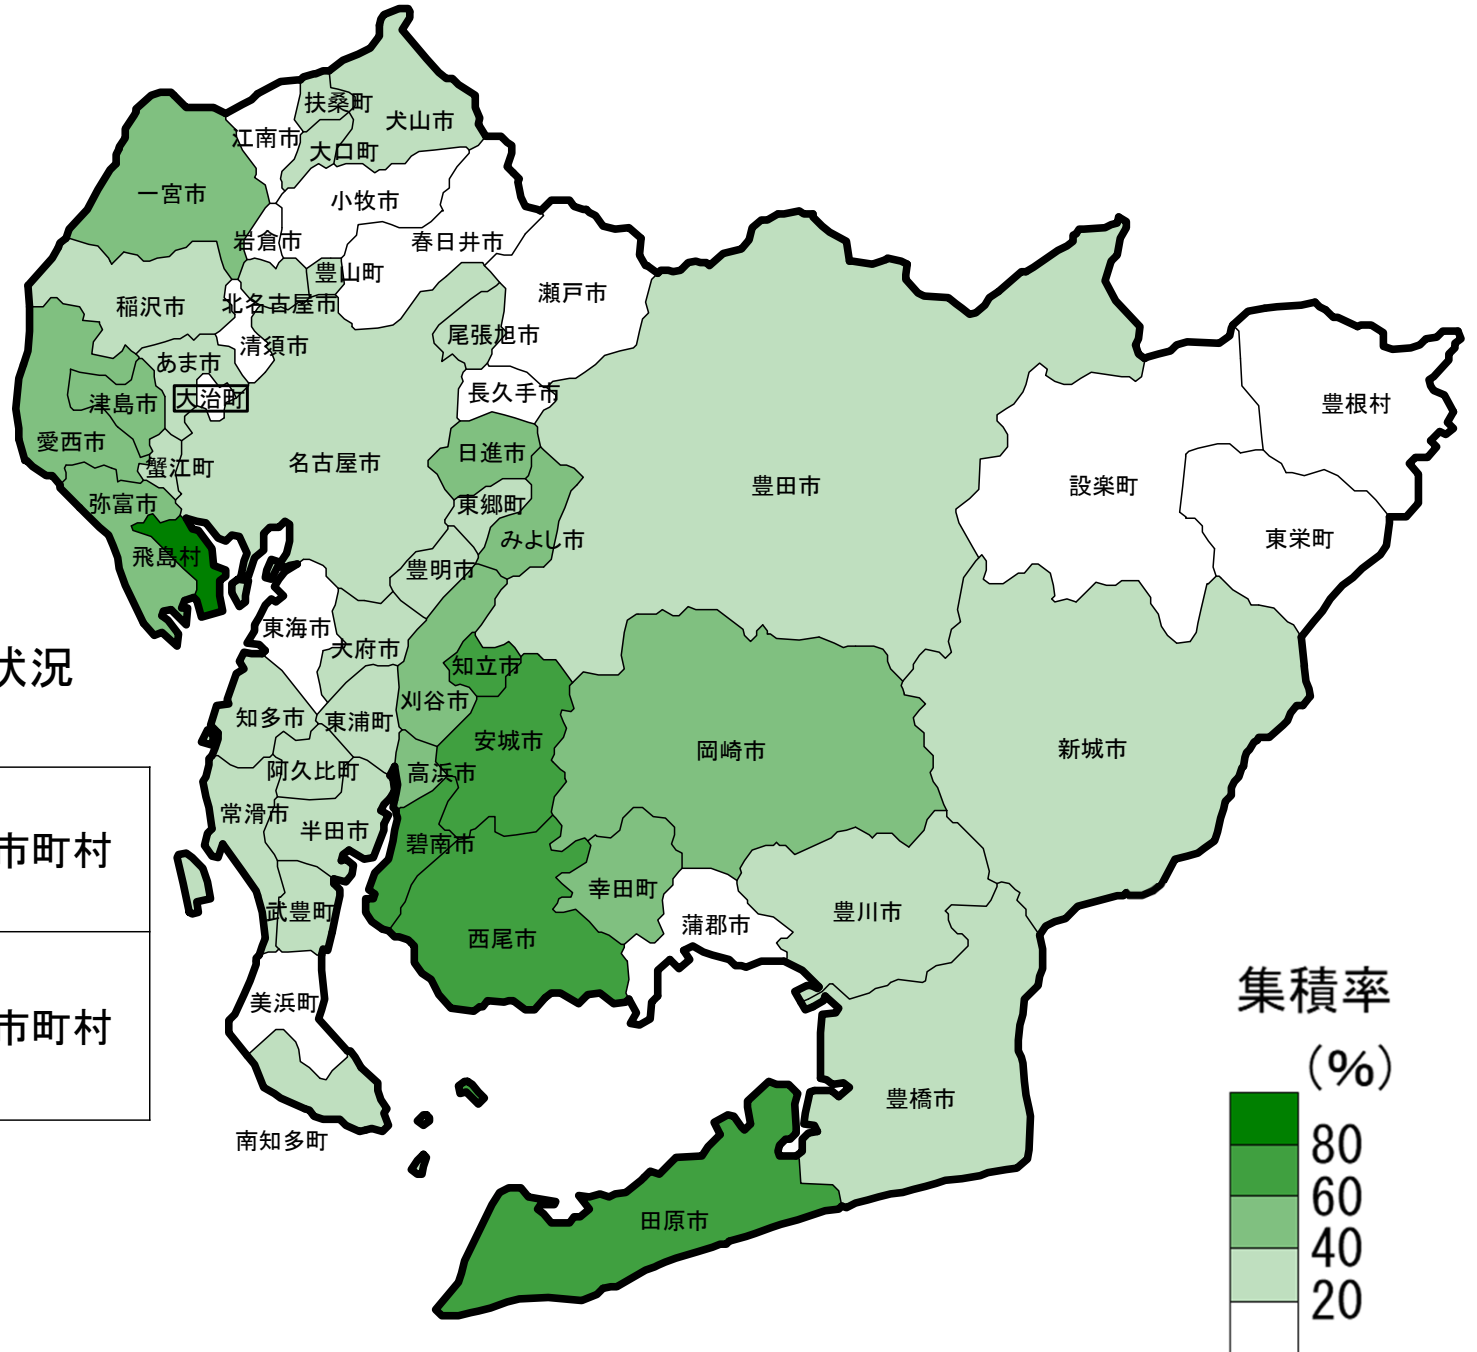 扶桑町
犬山市
江南市
大口町
一宮市
小牧市
岩倉市
春日井市
豊山町
瀬戸市
稲沢市
北名古屋市
尾張旭市
清須市
あま市
長久手市
大治町
津島市
豊根村
愛西市
日進市
蟹江町
名古屋市
豊田市
設楽町
弥富市
東郷町
みよし市
東栄町
飛島村
豊明市
東海市
大府市
知立市
状況
刈谷市
知多市
東浦町
安城市
岡崎市
新城市
阿久比町
高浜市
常滑市
半田市
碧南市
市町村
幸田町
武豊町
豊川市
蒲郡市
西尾市
美浜町
市町村
集積率
(%)
豊橋市
南知多町
80
60
田原市
40
20